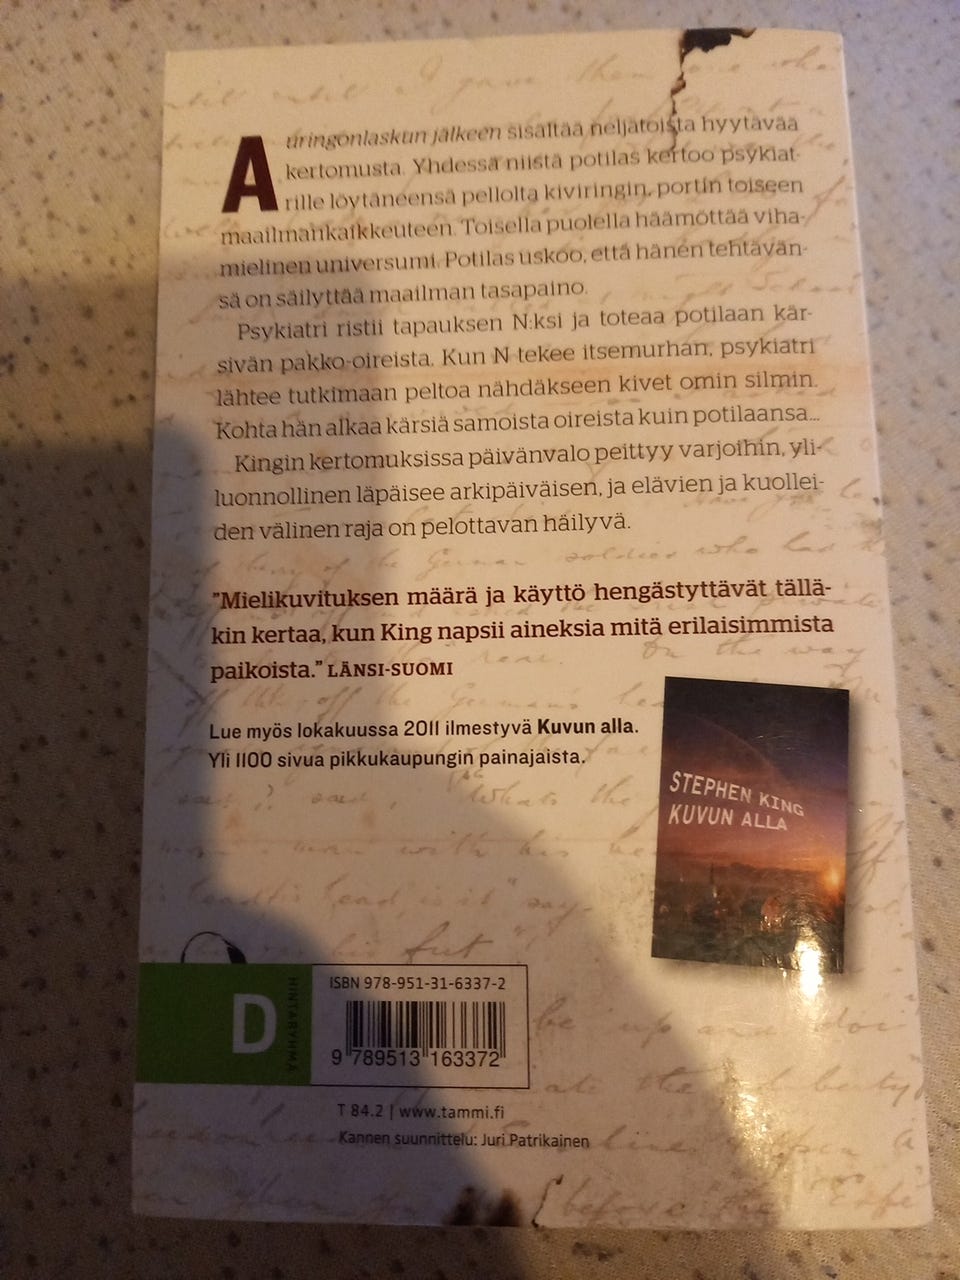 Auringonlaskun jälkeen sisältää neljätoista hyytävää
kertomusta. Yhdessä niistä potilas kertoo psykiat-
rille löytäneensä pellolta kiviringin, portin toiseen
maailmankaikkeuteen. Toisella puolella häämöttää viha-
mielinen universumi. Potilas uskoo, että hänen tehtävän-
sä on säilyttää maailman tasapaino.
Psykiatri ristii tapauksen N:ksi ja toteaa potilaan kär-
sivän pakko-oireista. Kun N tekee itsemurhan, psykiatri
lähtee tutkimaan peltoa nähdäkseen kivet omin silmin.
Kohta hän alkaa kärsiä samoista oireista kuin potilaansa...
Kingin kertomuksissa päivänvalo peittyy varjoihin, yli-
luonnollinen läpäisee arkipäiväisen, ja elävien ja kuollei-
den välinen raja on pelottavan häilyvä.
"Mielikuvituksen määrä ja käyttö hengästyttävät tällä-
kin kertaa, kun King napsii aineksia mitä erilaisimmista
paikoista." LÄNSI-SUOMI
Lue myös lokakuussa 2011 ilmestyvä Kuvun alla.
Yli 1100 sivua pikkukaupungin painajaista.
STEPHEN KING
KUVUN ALLA
D
HINTARYHMÄ
ISBN 978-951-31-6337-2
9 789513 163372
T 84.2 | www.tammi.fi
Kannen suunnittelu: Juri Patrikainen